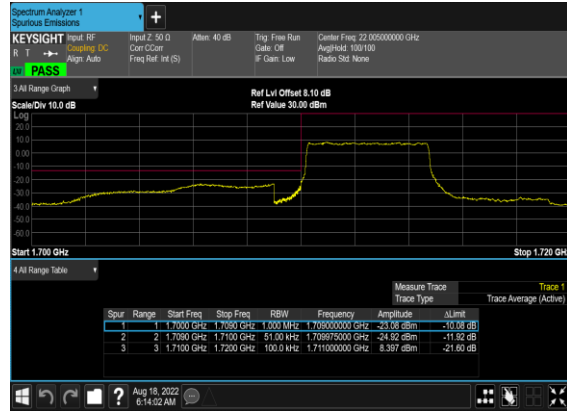 Spectrum Analyzer 1
Spurious Emissions
+
KEYSIGHT Input: RF Input Z: 50 Ω Atten: 40 dB Trig: Free Run Center Freq: 22.005000000 GHz
R T Coupling: DC Corr CCorr Gate: Off Avg|Hold: 100/100
Align: Auto Freq Ref: Int (S) IF Gain: Low Radio Std: None
PASS
3 All Range Graph
Ref Lvl Offset 8.10 dB
Scale/Div 10.0 dB Ref Value 30.00 dBm
Log
20.0
10.0
0.00
-10.0
-20.0
-30.0
-40.0
-50.0
-60.0
Start 1.700 GHz Stop 1.720 GH
4 All Range Table
Measure Trace Trace 1
Trace Type Trace Average (Active)
Spur Range Start Freq Stop Freq RBW Frequency Amplitude ΔLimit
1 1 1.7000 GHz 1.7090 GHz 1.000 MHz 1.709000000 GHz -23.08 dBm -10.08 dB
2 2 1.7090 GHz 1.7100 GHz 51.00 kHz 1.709975000 GHz -24.92 dBm -11.92 dB
3 3 1.7100 GHz 1.7200 GHz 100.0 kHz 1.711000000 GHz 8.397 dBm -21.60 dB
? Aug 18, 2022
6:14:02 AM